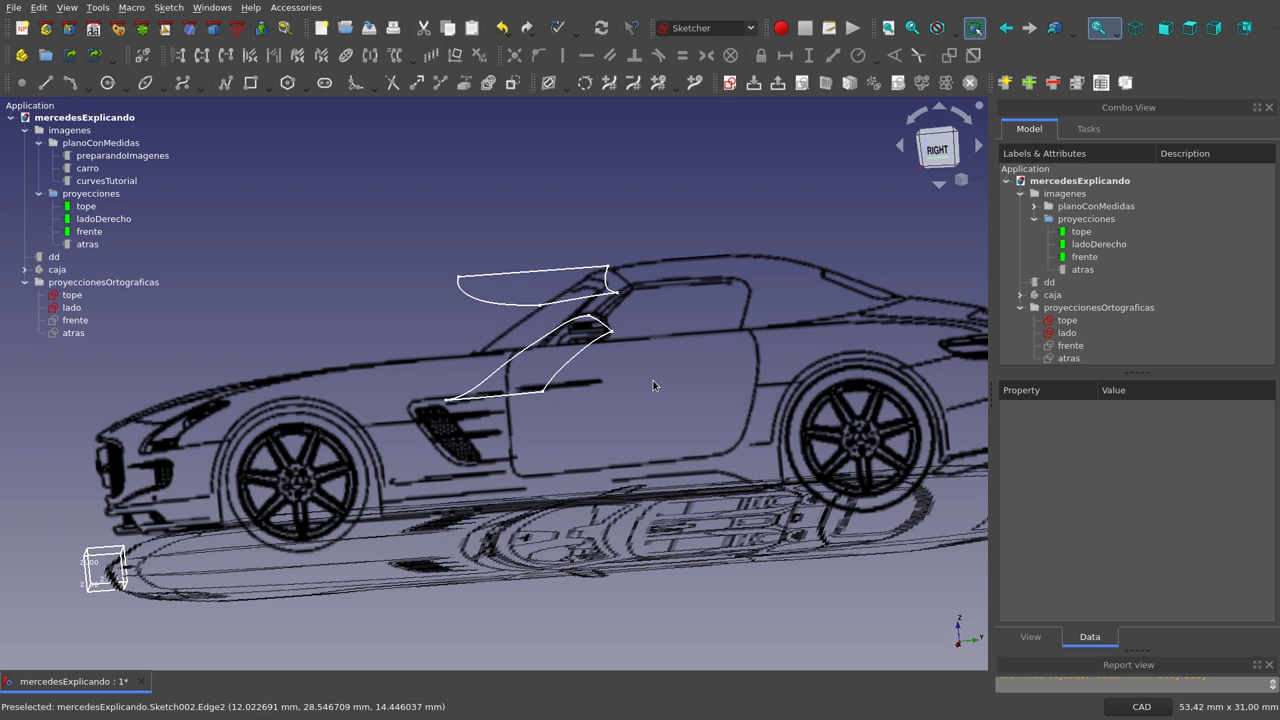 File Edit View Tools Macro Sketch Windows Help Accessories
Sketcher
Application
mercedesExplicando
imagenes
planoConMedidas
preparandoImagenes
carro
curvesTutorial
proyecciones
tope
ladoDerecho
frente
atras
dd
caja
proyeccionesOrtograficas
tope
lado
frente
atras
RIGHT
Z
Y
mercedesExplicando : 1*
Combo View
Model Tasks
Labels & Attributes Description
Application
mercedesExplicando
imagenes
planoConMedidas
proyecciones
tope
ladoDerecho
frente
atras
dd
caja
proyeccionesOrtograficas
tope
lado
frente
atras
Property Value
View Data
Report view
Preselected: mercedesExplicando.Sketch002.Edge2 (12.022691 mm, 28.546709 mm, 14.446037 mm)
CAD 53,42 mm x 31,00 mm